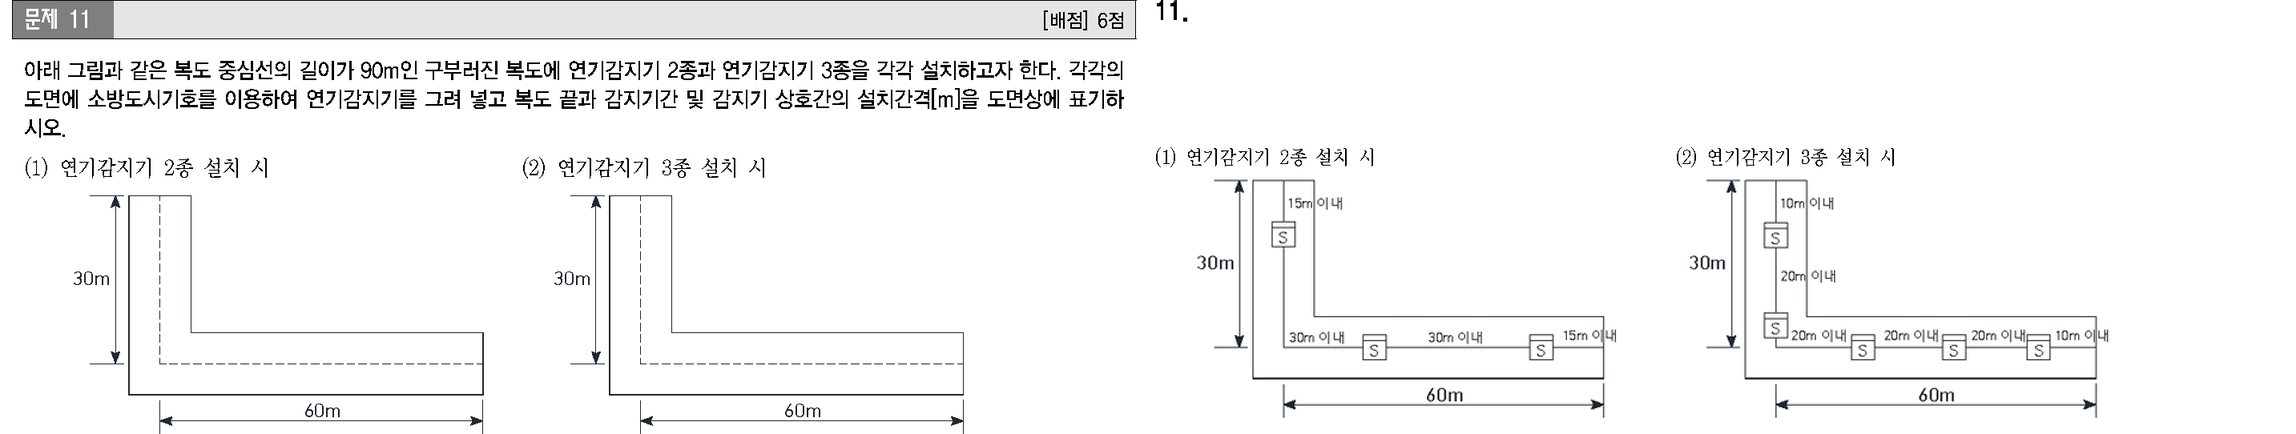 문제 11
[배점] 6점
아래 그림과 같은 복도 중심선의 길이가 90m인 구부러진 복도에 연기감지기 2종과 연기감지기 3종을 각각 설치하고자 한다. 각각의
도면에 소방도시기호를 이용하여 연기감지기를 그려 넣고 복도 끝과 감지기간 및 감지기 상호간의 설치간격[m]을 도면상에 표기하
시오.
(1) 연기감지기 2종 설치 시
(2) 연기감지기 3종 설치 시
30m
60m
30m
60m
11.
(1) 연기감지기 2종 설치 시
(2) 연기감지기 3종 설치 시
15m 이내
S
30m
30m 이내
S
30m 이내
S
15m 이내
60m
10m 이내
S
30m
20m 이내
S
20m 이내
S
20m 이내
S
20m 이내
S
10m 이내
60m